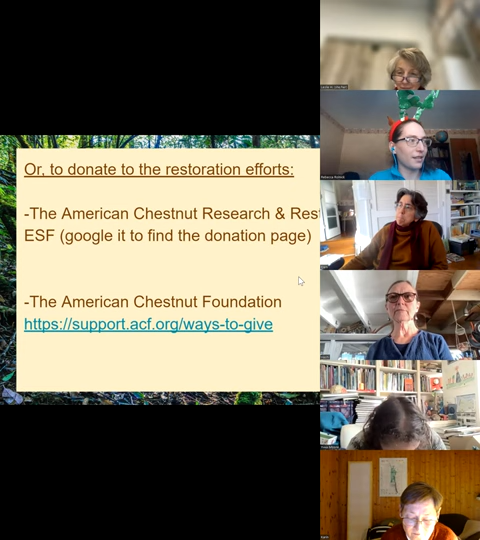 Or, to donate to the restoration efforts:
-The American Chestnut Research & Rest
ESF (google it to find the donation page)
-The American Chestnut Foundation
https://support.acf.org/ways-to-give